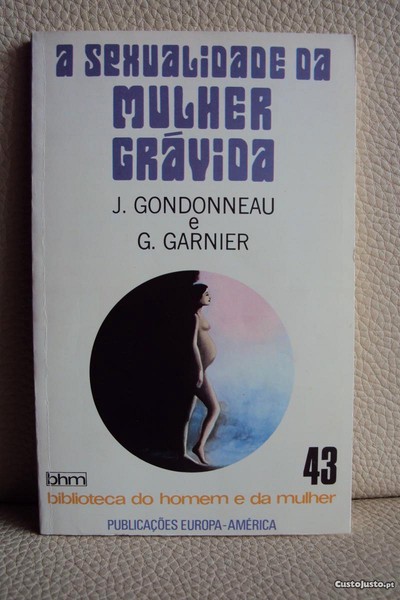 A SEXUALIDADE DA
MULHER
GRÁVIDA
J. GONDONNEAU
e
G. GARNIER
43
bhm
biblioteca do homem e da mulher
PUBLICAÇÕES EUROPA-AMÉRICA
CustoJusto.pt